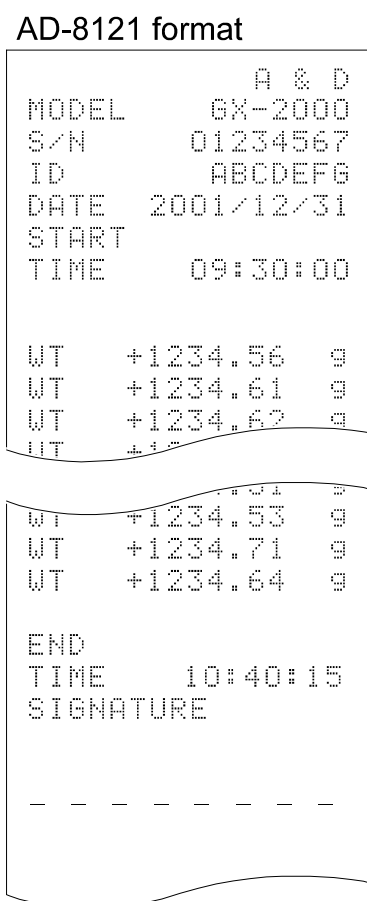 AD-8121 format
A & D
MODEL GX-2000
S/N 01234567
ID ABCDEFG
DATE 2001/12/31
START
TIME 09:30:00
WT +1234.56 g
WT +1234.61 g
WT +1234.62 g
WT
WT +1234.53 g
WT +1234.71 g
WT +1234.64 g
END
TIME 10:40:15
SIGNATURE
_ _ _ _ _ _ _ _